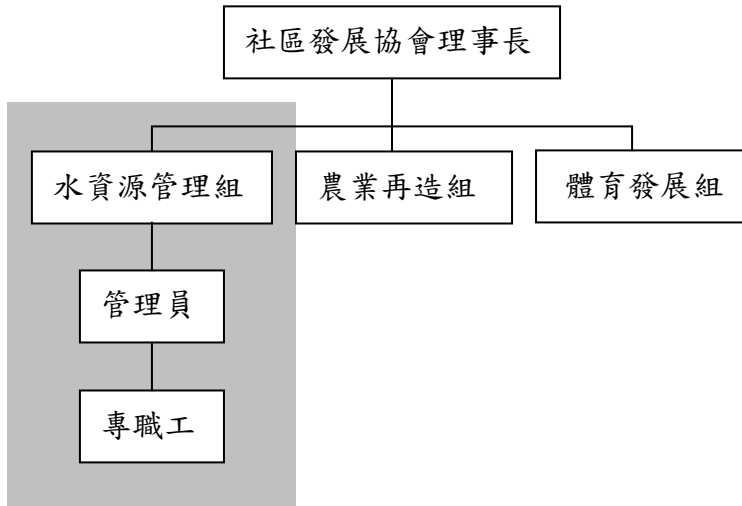 社區發展協會理事長
水資源管理組
農業再造組
體育發展組
管理員
專職工